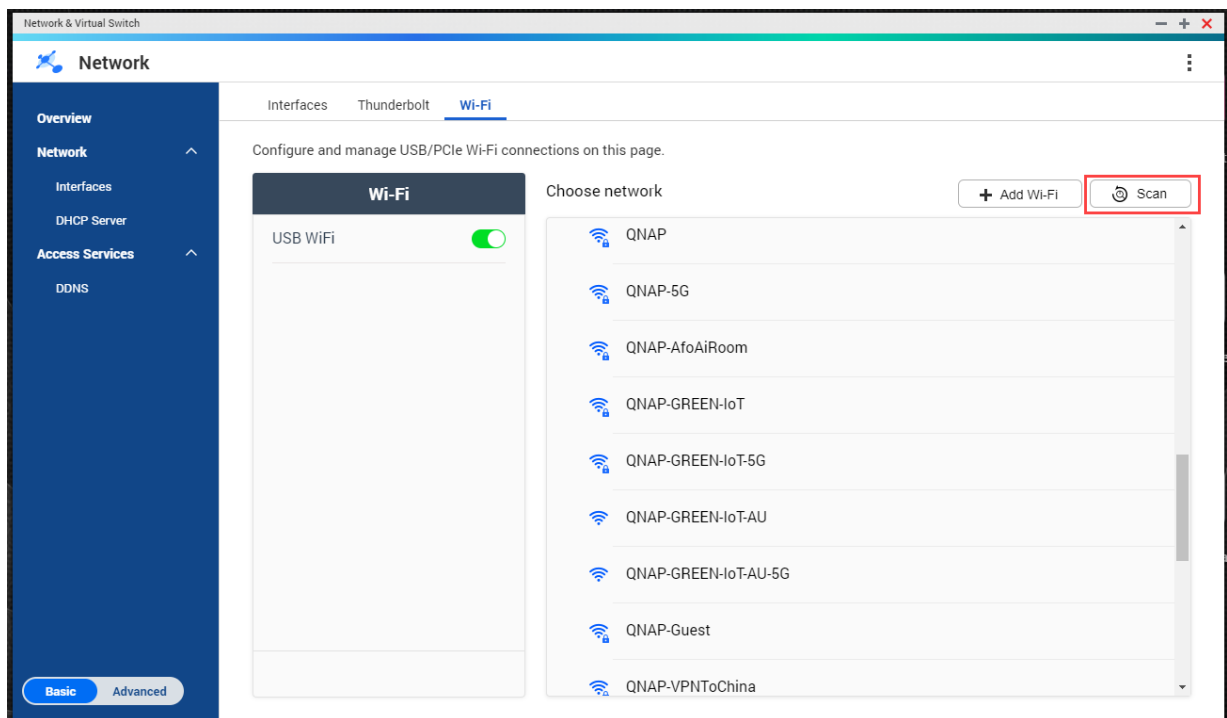 Network & Virtual Switch
Network
Overview
Network
Interfaces
DHCP Server
Access Services
DDNS
Basic Advanced
Interfaces Thunderbolt Wi-Fi
Configure and manage USB/PCIe Wi-Fi connections on this page.
Wi-Fi
USB WiFi
Choose network
+ Add Wi-Fi
Scan
QNAP
QNAP-5G
QNAP-AfoAiRoom
QNAP-GREEN-IoT
QNAP-GREEN-IoT-5G
QNAP-GREEN-IoT-AU
QNAP-GREEN-IoT-AU-5G
QNAP-Guest
QNAP-VPNToChina